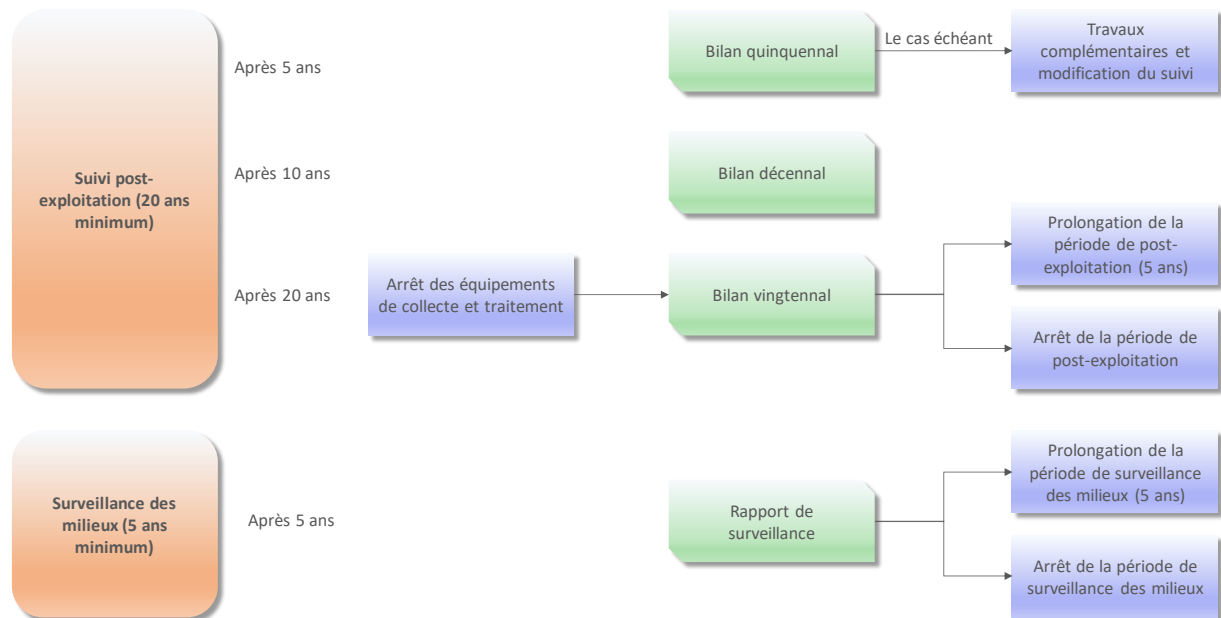 Suivi post-
exploitation (20 ans
minimum)
Après 5 ans
Bilan quinquennal
Le cas échéant
Travaux
complémentaires et
modification du suivi
Après 10 ans
Bilan décennal
Après 20 ans
Arrêt des équipements
de collecte et traitement
Bilan vingtennal
Prolongation de la
période de post-
exploitation (5 ans)
Arrêt de la période de
post-exploitation
Surveillance des
milieux (5 ans
minimum)
Après 5 ans
Rapport de
surveillance
Prolongation de la
période de surveillance
des milieux (5 ans)
Arrêt de la période de
surveillance des milieux